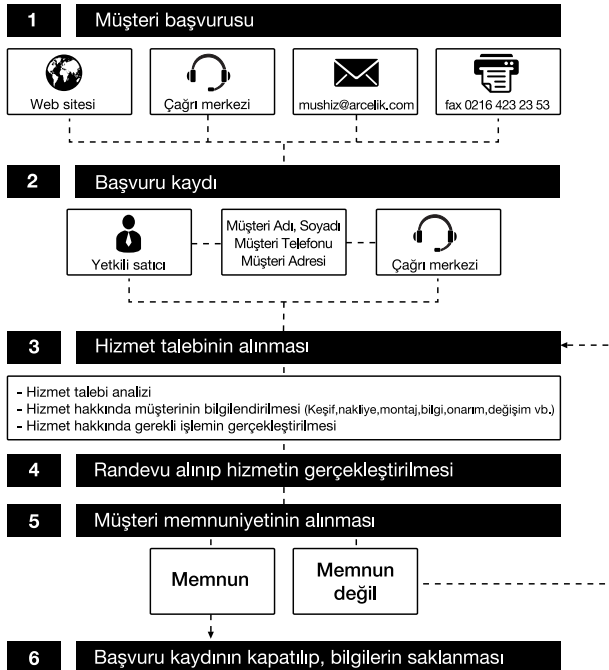 1 Müşteri başvurusu
Web sitesi
Çağrı merkezi
mushiz@arcelik.com
fax 0216 423 23 53
2 Başvuru kaydı
Yetkili satıcı
Müşteri Adı, Soyadı
Müşteri Telefonu
Müşteri Adresi
Çağrı merkezi
3 Hizmet talebinin alınması
- Hizmet talebi analizi
- Hizmet hakkında müşterinin bilgilendirilmesi (Keşif,nakliye,montaj,bilgi,onarım,değişim vb.)
- Hizmet hakkında gerekli işlemin gerçekleştirilmesi
4 Randevu alınıp hizmetin gerçekleştirilmesi
5 Müşteri memnuniyetinin alınması
Memnun
Memnun
değil
6 Başvuru kaydının kapatılıp, bilgilerin saklanması